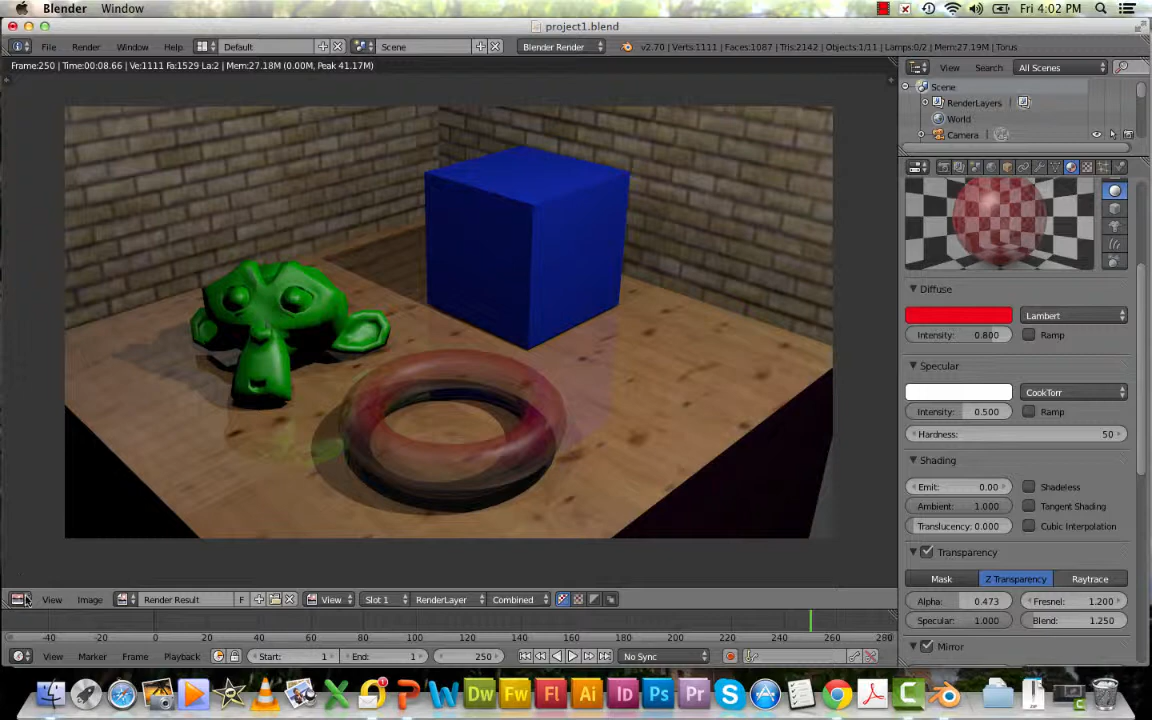 Blender Window Fri 4:02 PM
project1.blend
File Render Window Help Default Scene Blender Render v2.70 | Verts:1111 | Faces:1087 | Tris:2142 | Objects:1/11 | Lamps:0/2 | Mem:27.19M | Torus
Frame:250 | Time:00:08.66 | Ve:1111 Fa:1529 La:2 | Mem:27.18M (0.00M, Peak 41.17M)
View Search All Scenes
Scene
RenderLayers
World
Camera
Diffuse
Lambert
Intensity: 0.800 Ramp
Specular
CookTorr
Intensity: 0.500 Ramp
Hardness: 50
Shading
Emit: 0.00 Shadeless
Ambient: 1.000 Tangent Shading
Translucency: 0.000 Cubic Interpolation
Transparency
Mask Z Transparency Raytrace
Alpha: 0.473 Fresnel: 1.200
Specular: 1.000 Blend: 1.250
Mirror
View Image Render Result F View Slot 1 RenderLayer Combined
-40 -20 0 20 40 60 80 100 120 140 160 180 200 220 240 260 280
View Marker Frame Playback Start: 1 End: 1 250 No Sync
Dw Fw Fl Ai Id Ps Pr